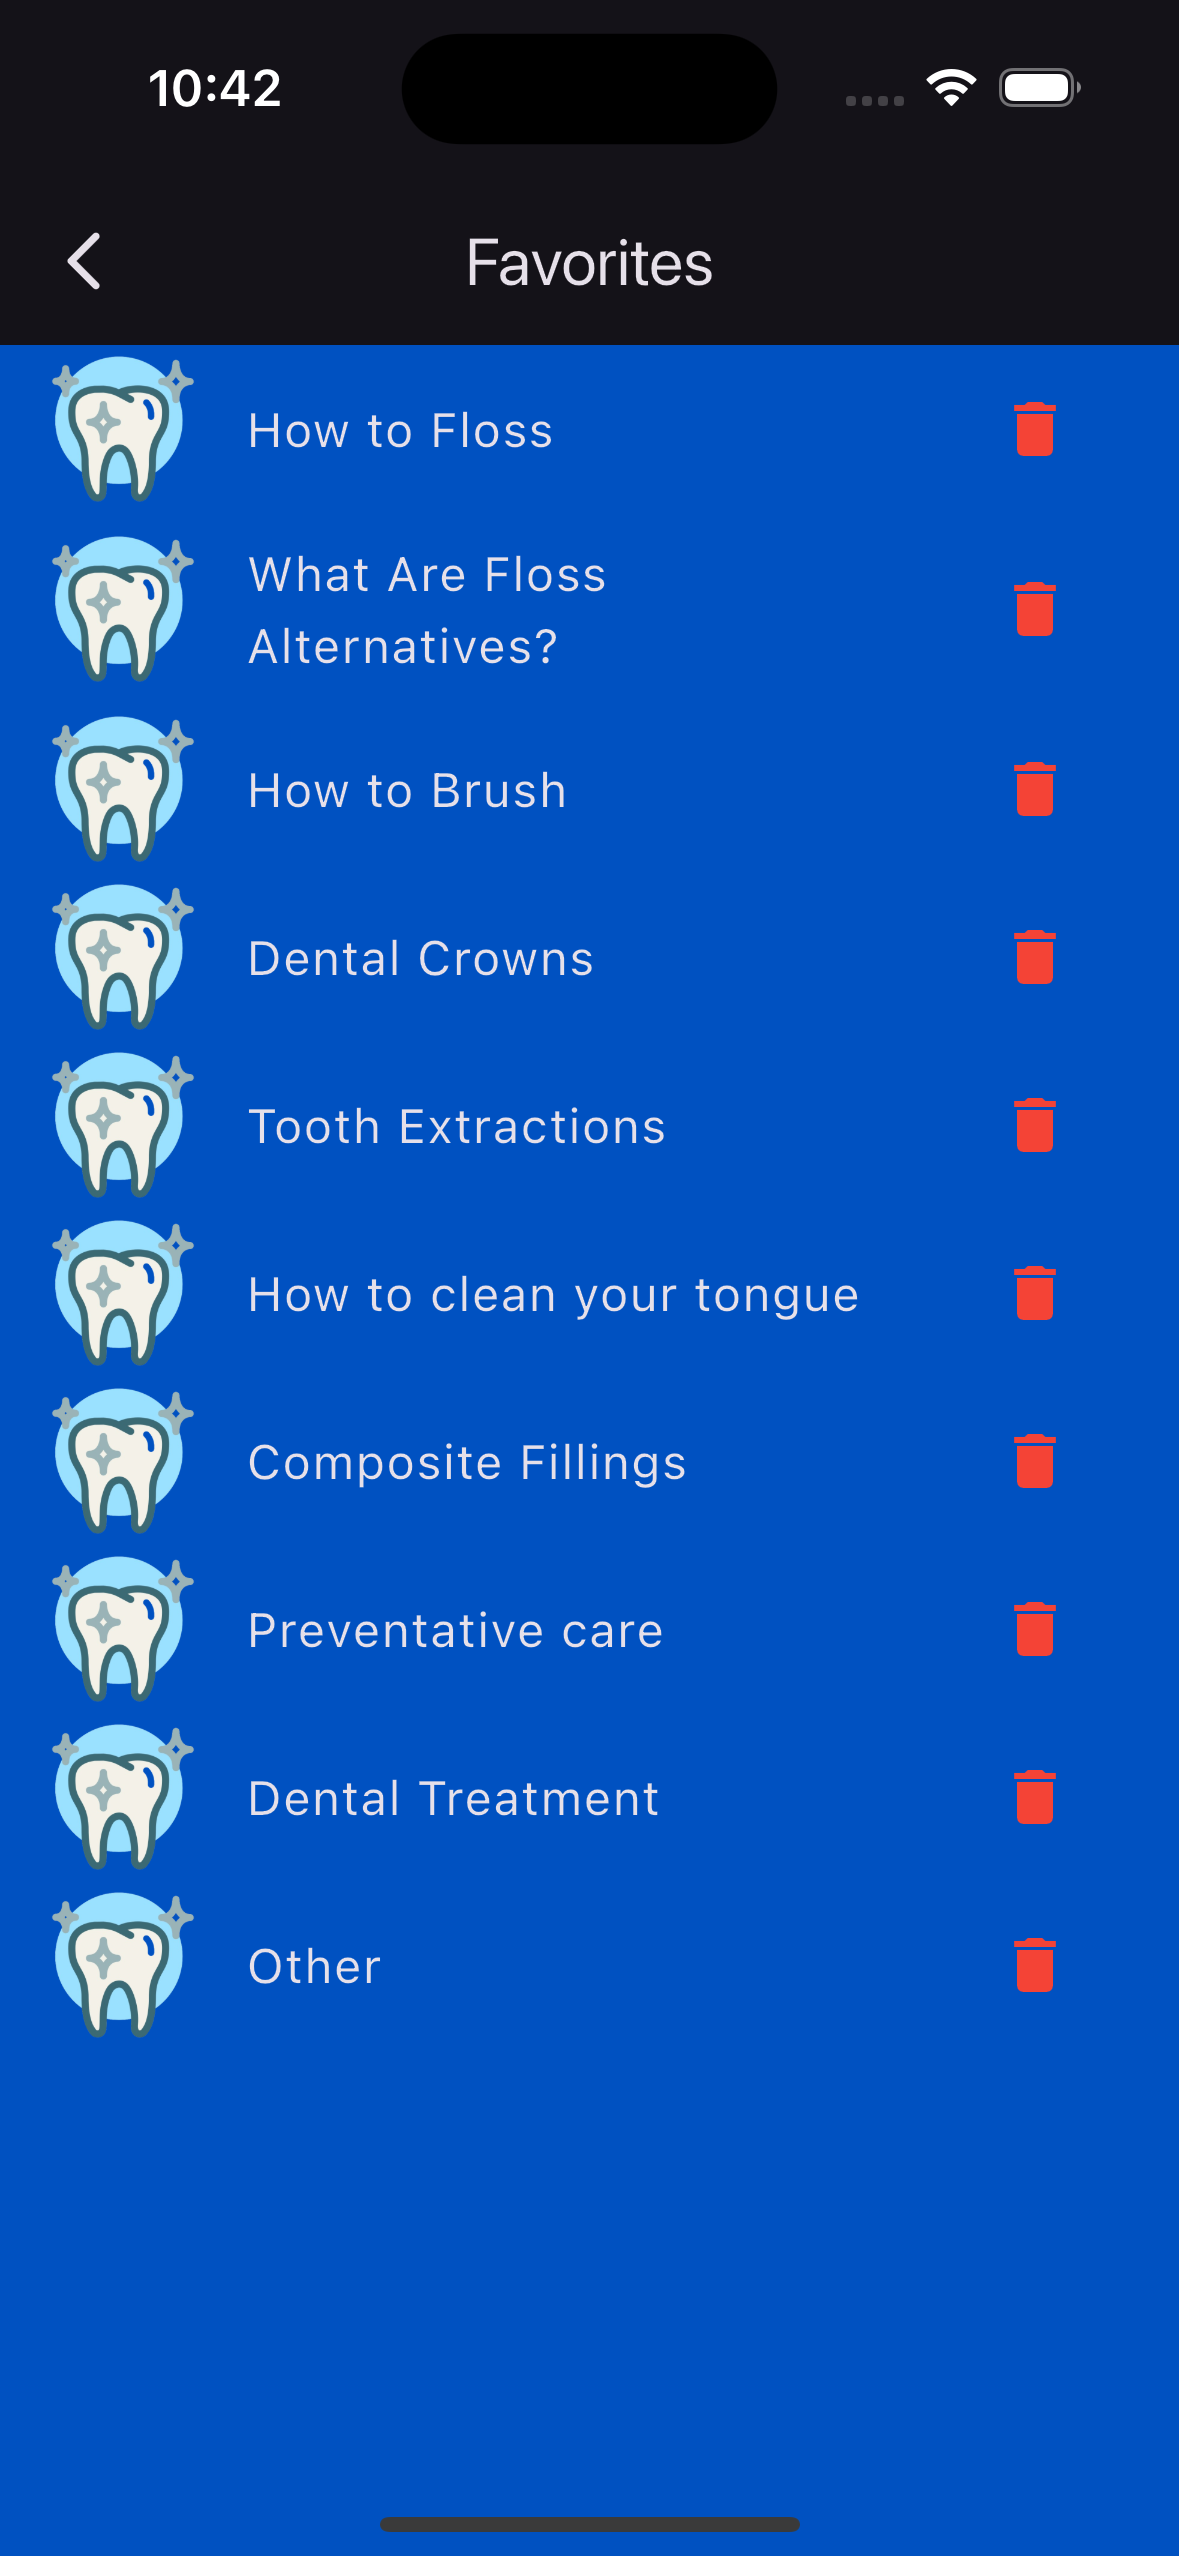 10:42
Favorites
How to Floss
What Are Floss
Alternatives?
How to Brush
Dental Crowns
Tooth Extractions
How to clean your tongue
Composite Fillings
Preventative care
Dental Treatment
Other